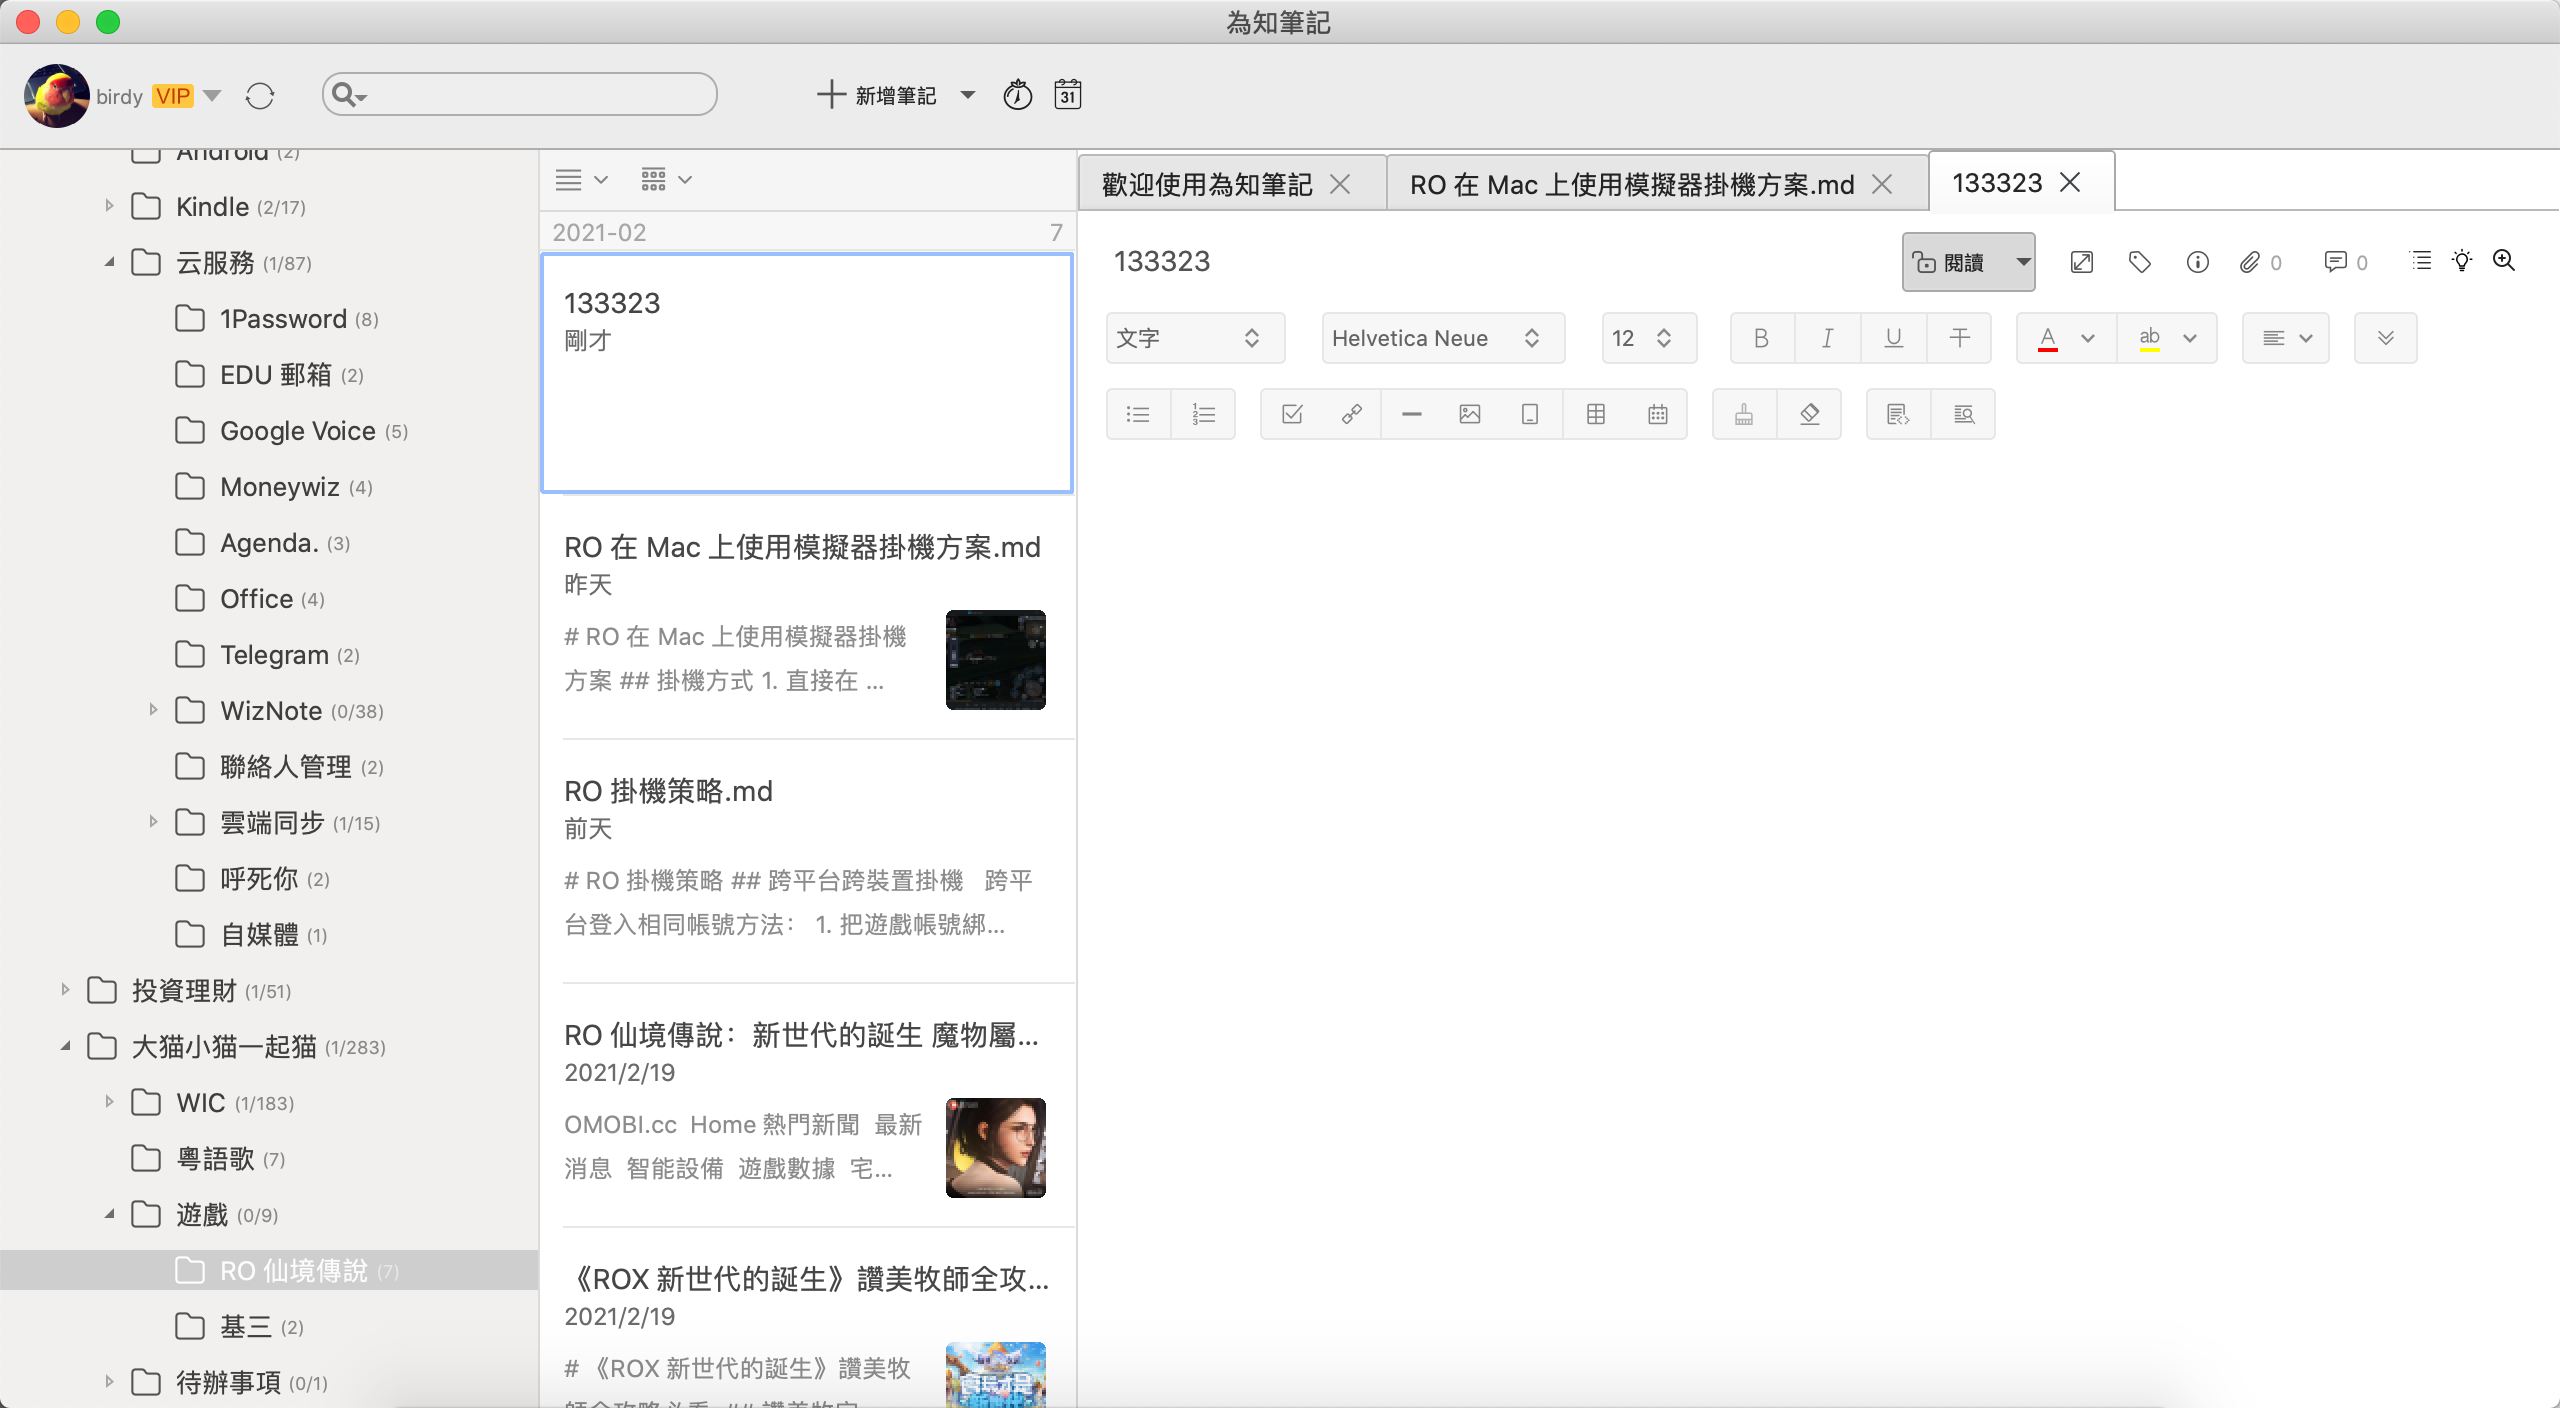 為知筆記
birdy VIP
新增筆記
31
Android (2)
Kindle (2/17)
云服務 (1/87)
1Password (8)
EDU 郵箱 (2)
Google Voice (5)
Moneywiz (4)
Agenda. (3)
Office (4)
Telegram (2)
WizNote (0/38)
聯絡人管理 (2)
雲端同步 (1/15)
呼死你 (2)
自媒體 (1)
投資理財 (1/51)
大猫小猫一起猫 (1/283)
WIC (1/183)
粵語歌 (7)
遊戲 (0/9)
RO 仙境傳說 (7)
基三 (2)
待辦事項 (0/1)
2021-02 7
133323
剛才
RO 在 Mac 上使用模擬器掛機方案.md
昨天
# RO 在 Mac 上使用模擬器掛機
方案 ## 掛機方式 1. 直接在 ...
RO 掛機策略.md
前天
# RO 掛機策略 ## 跨平台跨裝置掛機 跨平
台登入相同帳號方法： 1. 把遊戲帳號綁...
RO 仙境傳說：新世代的誕生 魔物屬...
2021/2/19
OMOBI.cc Home 熱門新聞 最新
消息 智能設備 遊戲數據 宅...
《ROX 新世代的誕生》讚美牧師全攻...
2021/2/19
# 《ROX 新世代的誕生》讚美牧
歡迎使用為知筆記
RO 在 Mac 上使用模擬器掛機方案.md
133323
133323
閱讀
0
0
文字
Helvetica Neue
12
B I U
A
ab